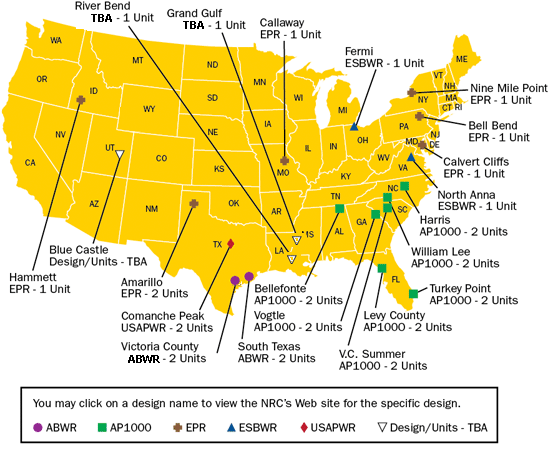 River Bend
TBA - 1 Unit
Grand Gulf
TBA - 1 Unit
Callaway
EPR - 1 Unit
Fermi
ESBWR - 1 Unit
Nine Mile Point
EPR - 1 Unit
Bell Bend
EPR - 1 Unit
Calvert Cliffs
EPR - 1 Unit
North Anna
ESBWR - 1 Unit
Harris
AP1000 - 2 Units
William Lee
AP1000 - 2 Units
Turkey Point
AP1000 - 2 Units
Levy County
AP1000 - 2 Units
V.C. Summer
AP1000 - 2 Units
Vogtle
AP1000 - 2 Units
Bellefonte
AP1000 - 2 Units
South Texas
ABWR - 2 Units
Victoria County
ABWR - 2 Units
Comanche Peak
USAPWR - 2 Units
Amarillo
EPR - 2 Units
Blue Castle
Design/Units - TBA
Hammett
EPR - 1 Unit
WA
OR
CA
NV
ID
MT
WY
UT
AZ
CO
NM
ND
SD
NE
KS
OK
TX
MN
IA
MO
AR
LA
MS
WI
IL
MI
IN
OH
KY
TN
AL
GA
FL
SC
NC
VA
WV
PA
NY
MD
DE
NJ
CT RI
MA
NH
VT
ME
You may click on a design name to view the NRC's Web site for the specific design.
ABWR AP1000 EPR ESBWR USAPWR Design/Units - TBA